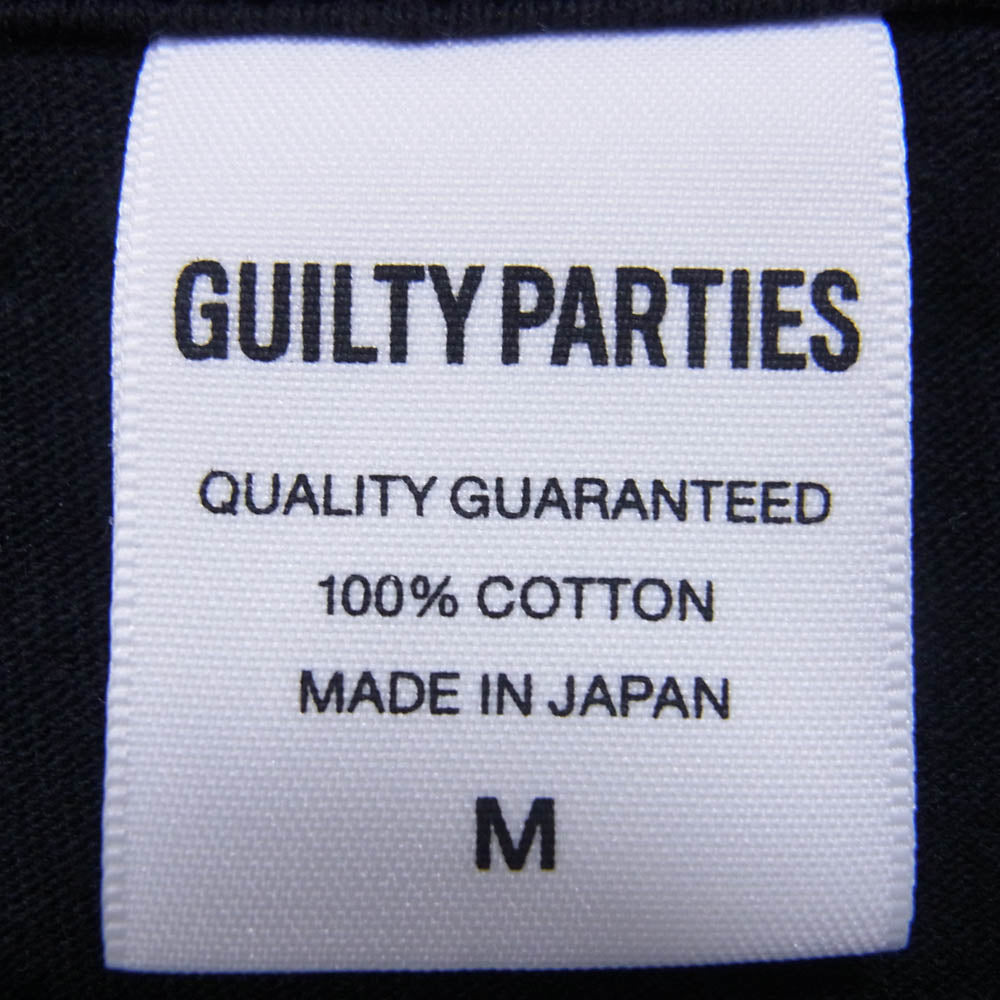 GUILTY PARTIES
QUALITY GUARANTEED
100% COTTON
MADE IN JAPAN
M